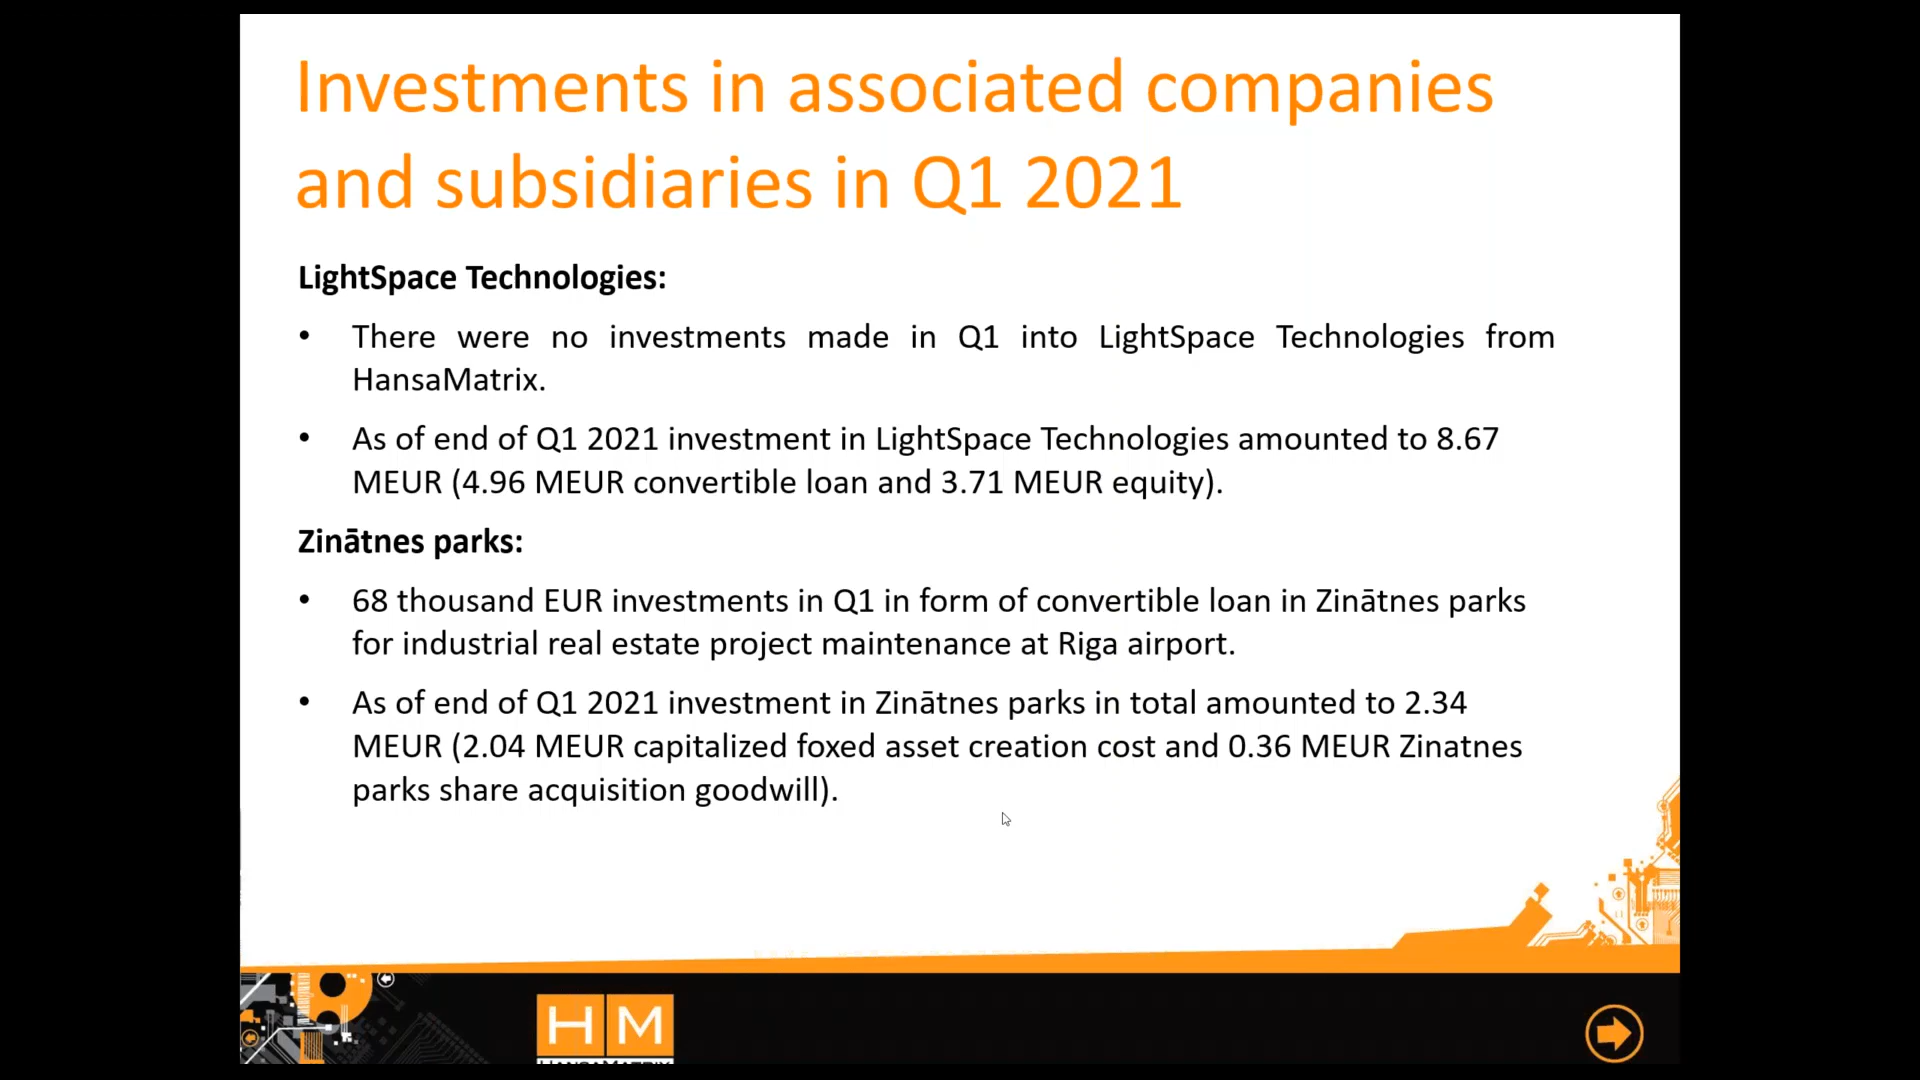 Investments in associated companies
and subsidiaries in Q1 2021
LightSpace Technologies:
• There were no investments made in Q1 into LightSpace Technologies from
HansaMatrix.
• As of end of Q1 2021 investment in LightSpace Technologies amounted to 8.67
MEUR (4.96 MEUR convertible loan and 3.71 MEUR equity).
Zinātnes parks:
• 68 thousand EUR investments in Q1 in form of convertible loan in Zinātnes parks
for industrial real estate project maintenance at Riga airport.
• As of end of Q1 2021 investment in Zinātnes parks in total amounted to 2.34
MEUR (2.04 MEUR capitalized foxed asset creation cost and 0.36 MEUR Zinatnes
parks share acquisition goodwill).
HM
HANSAMATRIX